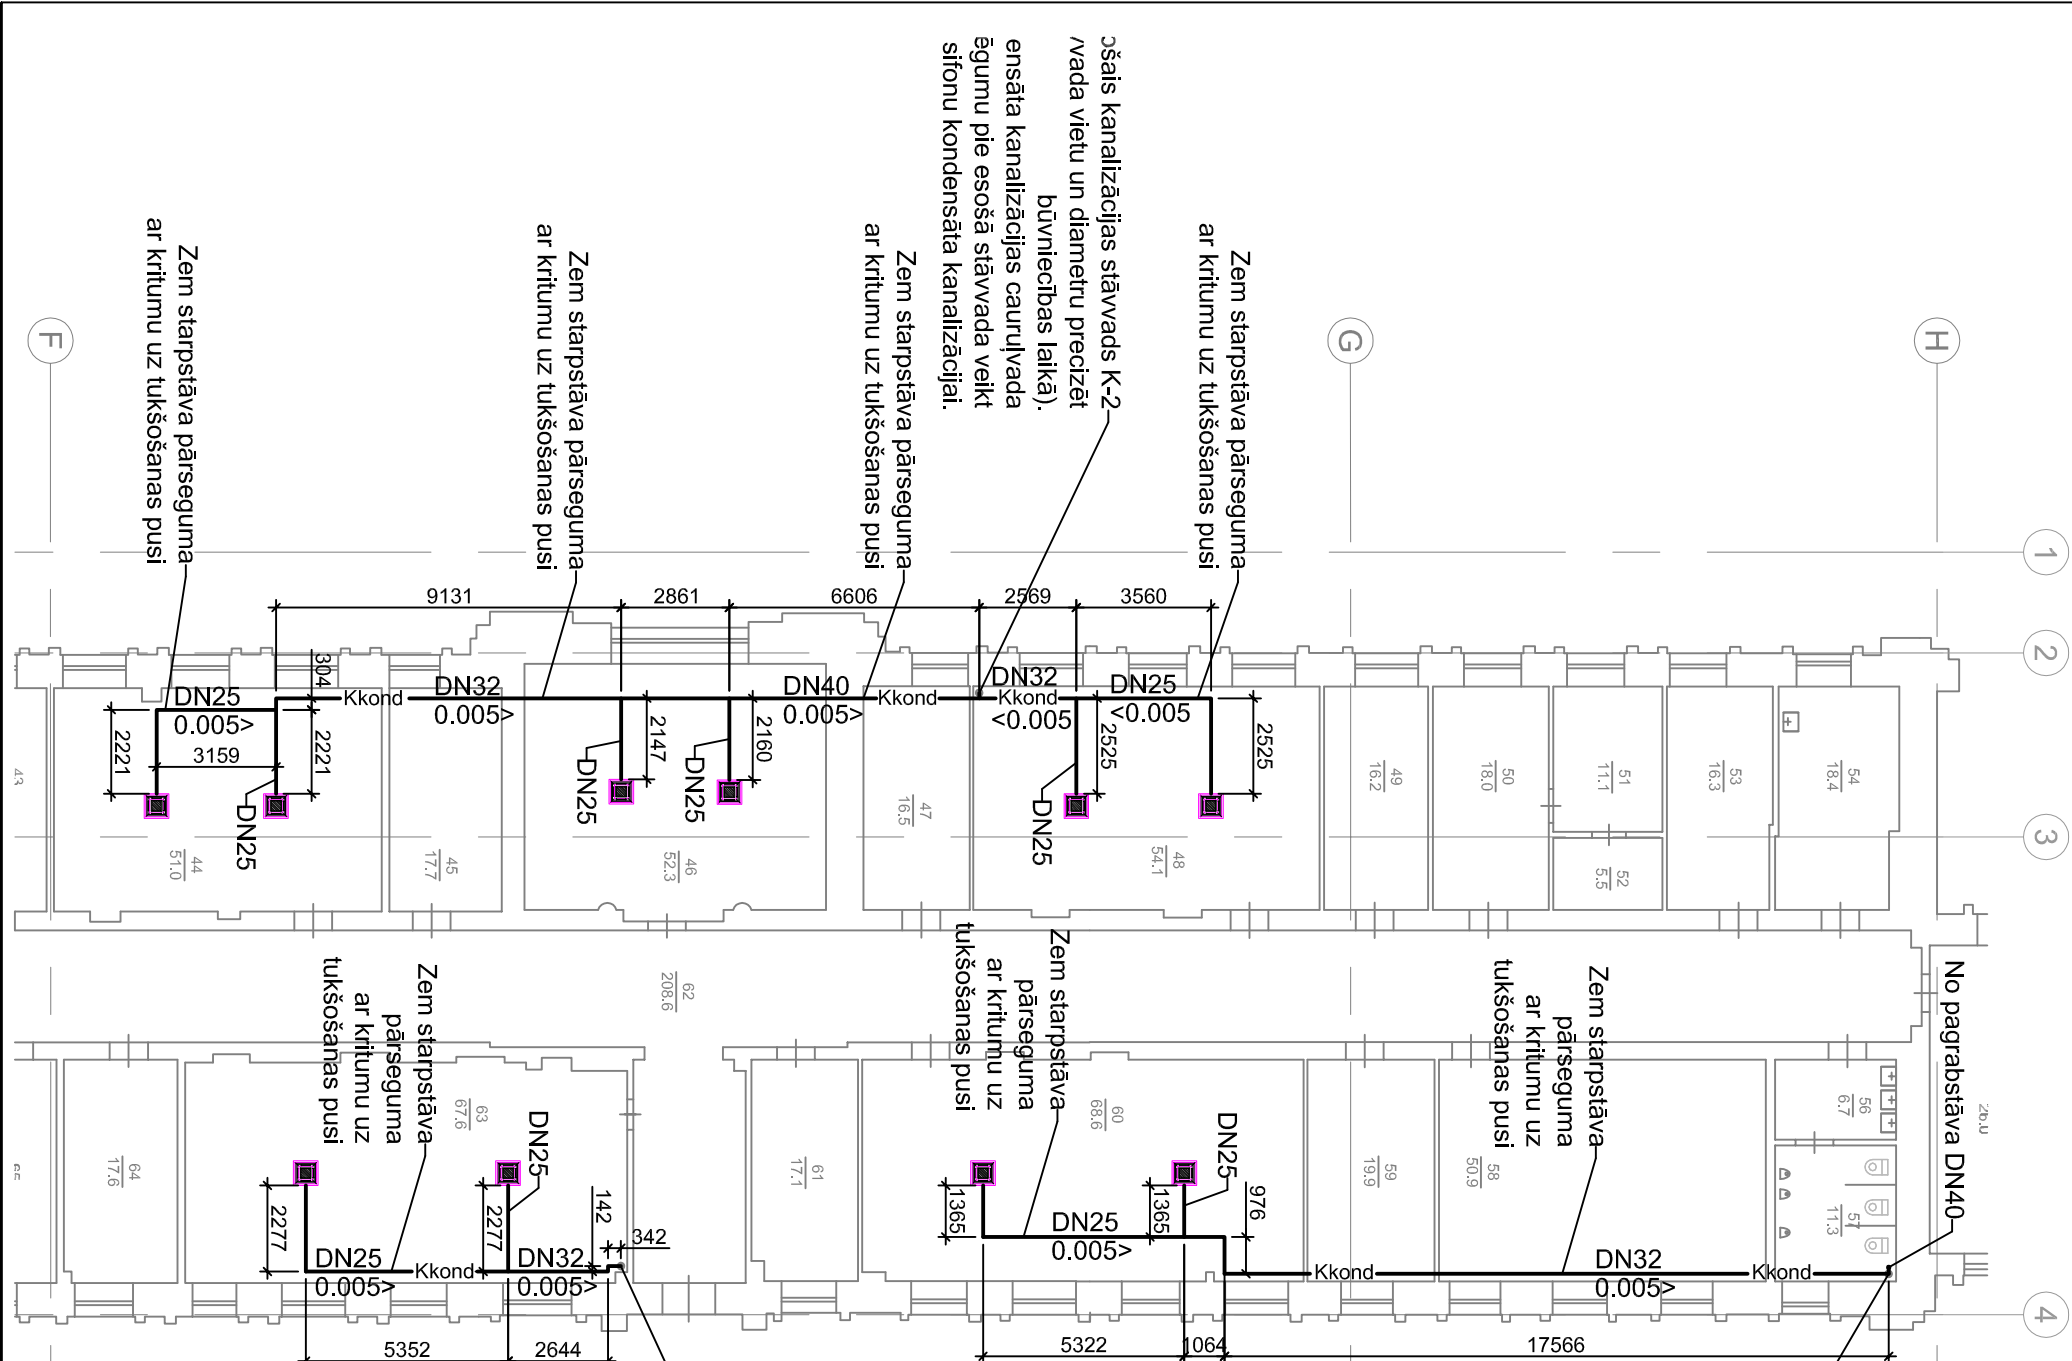 ošais kanalizācijas stāvvads K-2
vvada vietu un diametru precizēt
būvniecības laikā).
ensāta kanalizācijas cauruļvada
ēgumu pie esošā stāvvada veikt
sifonu kondensāta kanalizācijai.
Zem starpstāva pārseguma
ar kritumu uz tukšošanas pusi
Zem starpstāva pārseguma
ar kritumu uz tukšošanas pusi
Zem starpstāva pārseguma
ar kritumu uz tukšošanas pusi
Zem starpstāva pārseguma
ar kritumu uz tukšošanas pusi
F
G
H
1
2
3
4
9131
2861
6606
2569
3560
304
DN25
0.005>
3159
2221
2221
DN25
Kkond
DN32
0.005>
2147
DN25
2160
DN25
DN40
0.005>
Kkond
DN32
Kkond
<0.005
DN25
<0.005
2525
2525
DN25
43
44
51.0
45
17.7
46
52.3
47
16.5
48
54.1
49
16.2
50
18.0
51
11.1
52
5.5
53
16.3
54
18.4
62
208.6
Zem starpstāva
pārseguma
ar kritumu uz
tukšošanas pusi
Zem starpstāva
pārseguma
ar kritumu uz
tukšošanas pusi
Zem starpstāva
pārseguma
ar kritumu uz
tukšošanas pusi
No pagrabstāva DN40
64
17.6
63
67.6
61
17.1
60
68.6
59
19.9
58
50.9
56
6.7
57
11.3
DN25
2277
2277
142
342
DN25
0.005>
Kkond
DN32
0.005>
5352
2644
1365
1365
DN25
976
DN25
0.005>
Kkond
DN32
0.005>
Kkond
5322
1064
17566